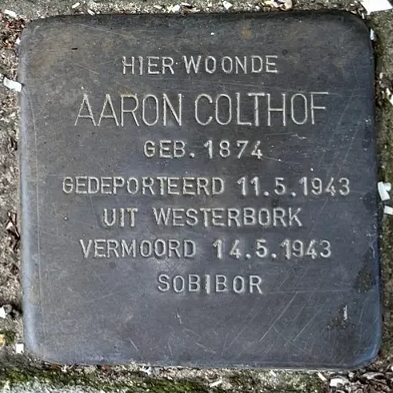 HIER WOONDE
AARON COLTHOF
GEB. 1874
GEDEPORTEERD 11.5.1943
UIT WESTERBORK
VERMOORD 14.5.1943
SOBIBOR